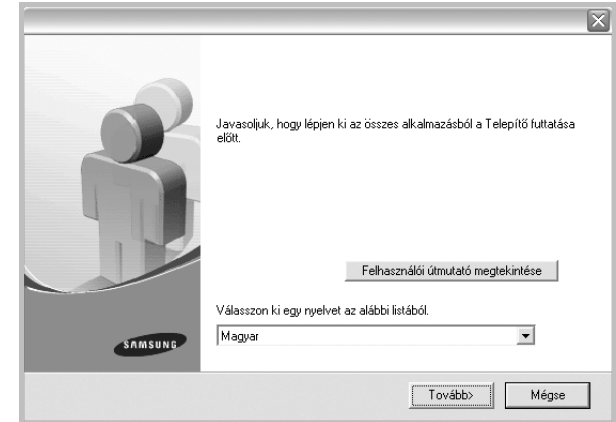 Javasoljuk, hogy lépjen ki az összes alkalmazásból a Telepítő futtatása
előtt.
Felhasználói útmutató megtekintése
Válasszon ki egy nyelvet az alábbi listából.
Magyar
SAMSUNG
Tovább>
Mégse